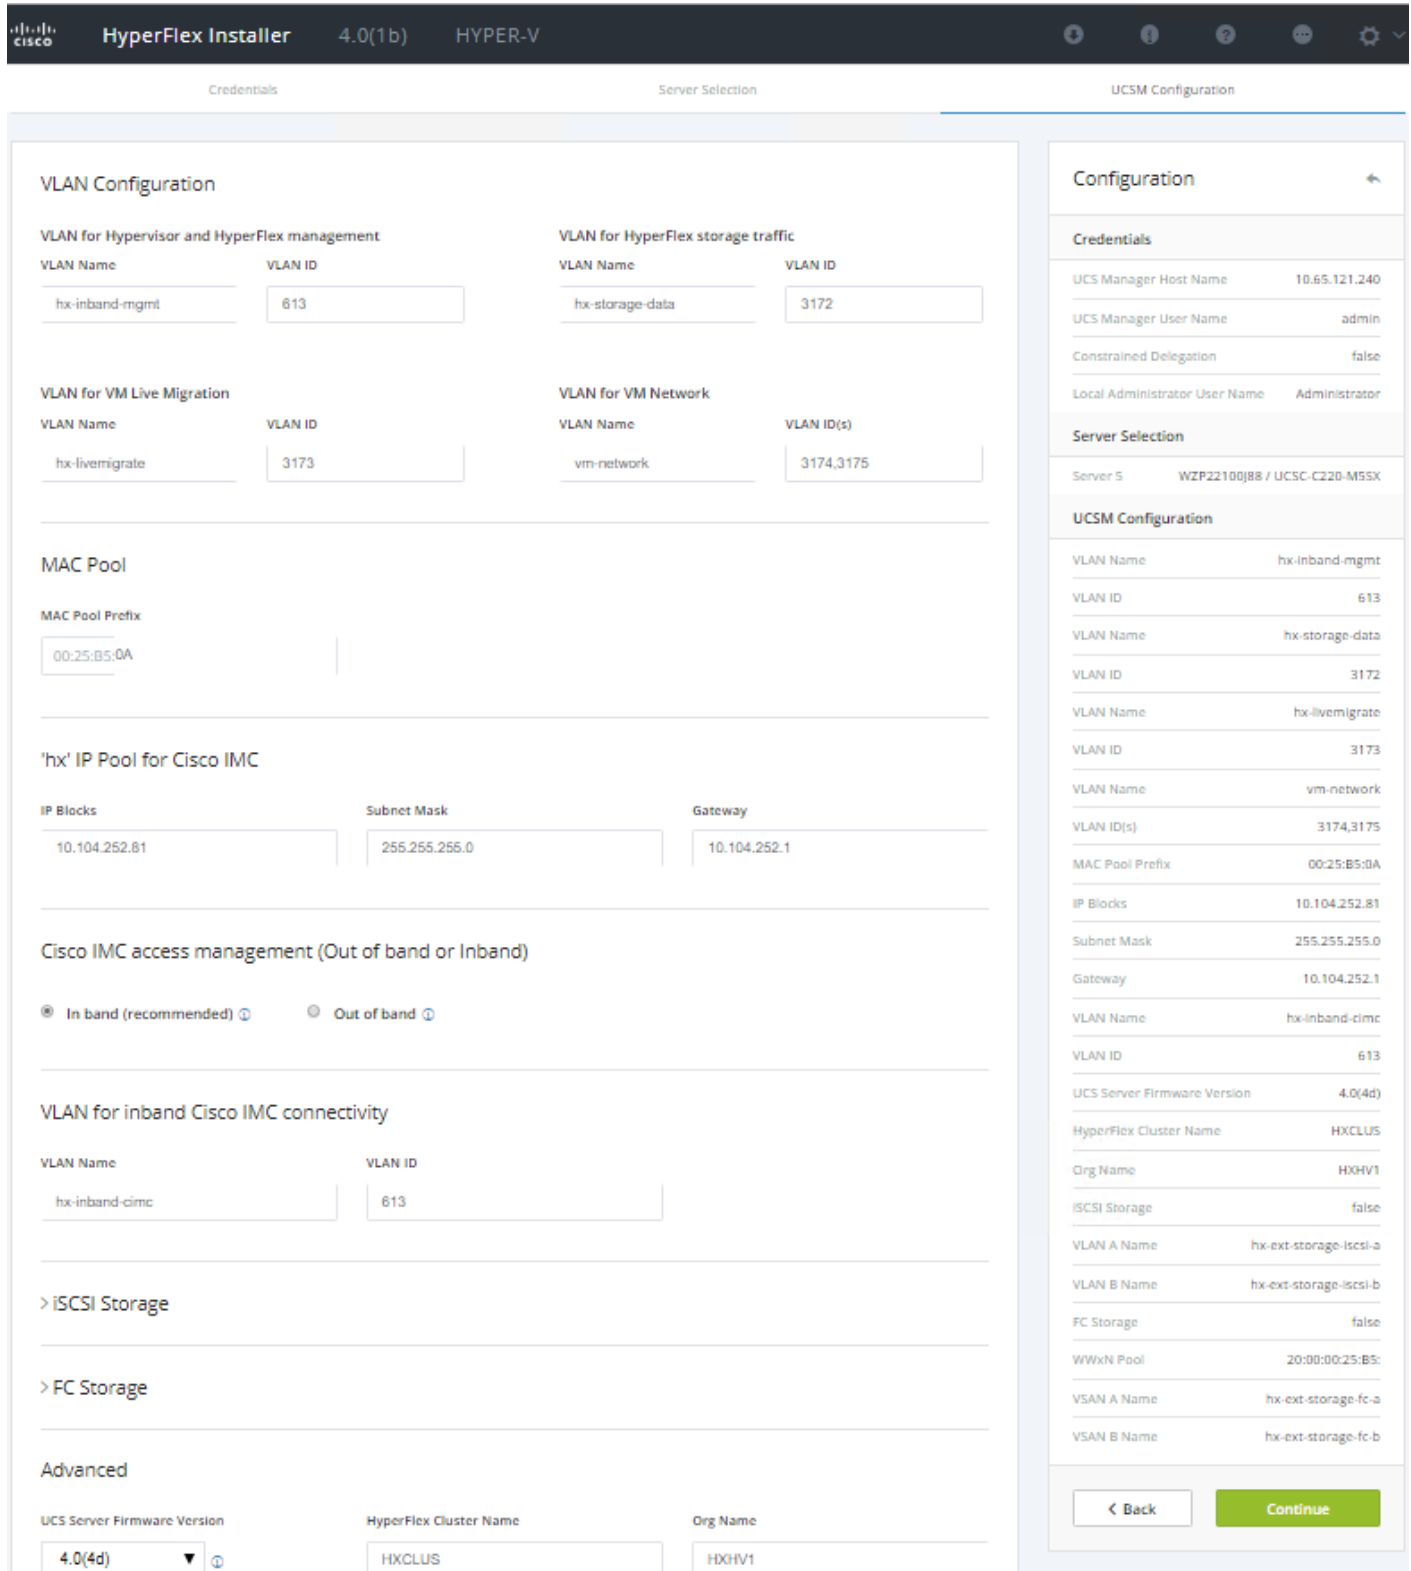 CISCO HyperFlex Installer 4.0(1b) HYPER-V
Credentials Server Selection UCSM Configuration
VLAN Configuration
VLAN for Hypervisor and HyperFlex management VLAN for HyperFlex storage traffic
VLAN Name VLAN ID VLAN Name VLAN ID
hx-inband-mgmt 613 hx-storage-data 3172
VLAN for VM Live Migration VLAN for VM Network
VLAN Name VLAN ID VLAN Name VLAN ID(s)
hx-livemigrate 3173 vm-network 3174,3175
MAC Pool
MAC Pool Prefix
00:25:B5:0A
'hx' IP Pool for Cisco IMC
IP Blocks Subnet Mask Gateway
10.104.252.81 255.255.255.0 10.104.252.1
Cisco IMC access management (Out of band or Inband)
In band (recommended) Out of band
VLAN for inband Cisco IMC connectivity
VLAN Name VLAN ID
hx-inband-cimc 613
> iSCSI Storage
> FC Storage
Advanced
UCS Server Firmware Version HyperFlex Cluster Name Org Name
4.0(4d) HXCLUS HXHV1
Configuration
Credentials
UCS Manager Host Name 10.65.121.240
UCS Manager User Name admin
Constrained Delegation false
Local Administrator User Name Administrator
Server Selection
Server 5 WZP22100J88 / UCSC-C220-M5SX
UCSM Configuration
VLAN Name hx-inband-mgmt
VLAN ID 613
VLAN Name hx-storage-data
VLAN ID 3172
VLAN Name hx-livemigrate
VLAN ID 3173
VLAN Name vm-network
VLAN ID(s) 3174,3175
MAC Pool Prefix 00:25:B5:0A
IP Blocks 10.104.252.81
Subnet Mask 255.255.255.0
Gateway 10.104.252.1
VLAN Name hx-inband-cimc
VLAN ID 613
UCS Server Firmware Version 4.0(4d)
HyperFlex Cluster Name HXCLUS
Org Name HXHV1
iSCSI Storage false
VLAN A Name hx-ext-storage-iscsi-a
VLAN B Name hx-ext-storage-iscsi-b
FC Storage false
WWxN Pool 20:00:00:25:B5:
VSAN A Name hx-ext-storage-fc-a
VSAN B Name hx-ext-storage-fc-b
< Back Continue